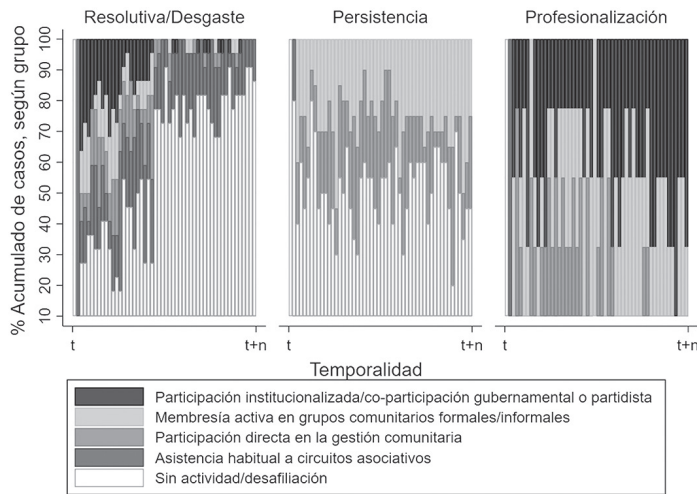 Resolutiva/Desgaste Persistencia Profesionalización
% Acumulado de casos, según grupo
100
90
80
70
60
50
40
30
20
10
t t+n t t+n t t+n
Temporalidad
Participación institucionalizada/co-participación gubernamental o partidista
Membresía activa en grupos comunitarios formales/informales
Participación directa en la gestión comunitaria
Asistencia habitual a circuitos asociativos
Sin actividad/desafiliación